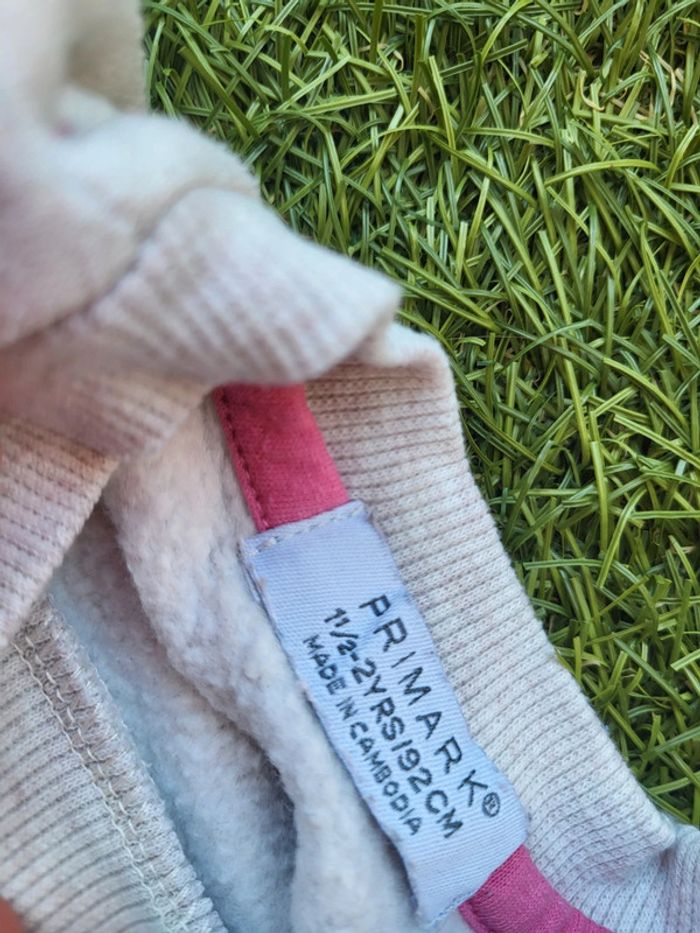 PRIMARK®
1 1/2-2YRS|92CM
MADE IN CAMBODIA